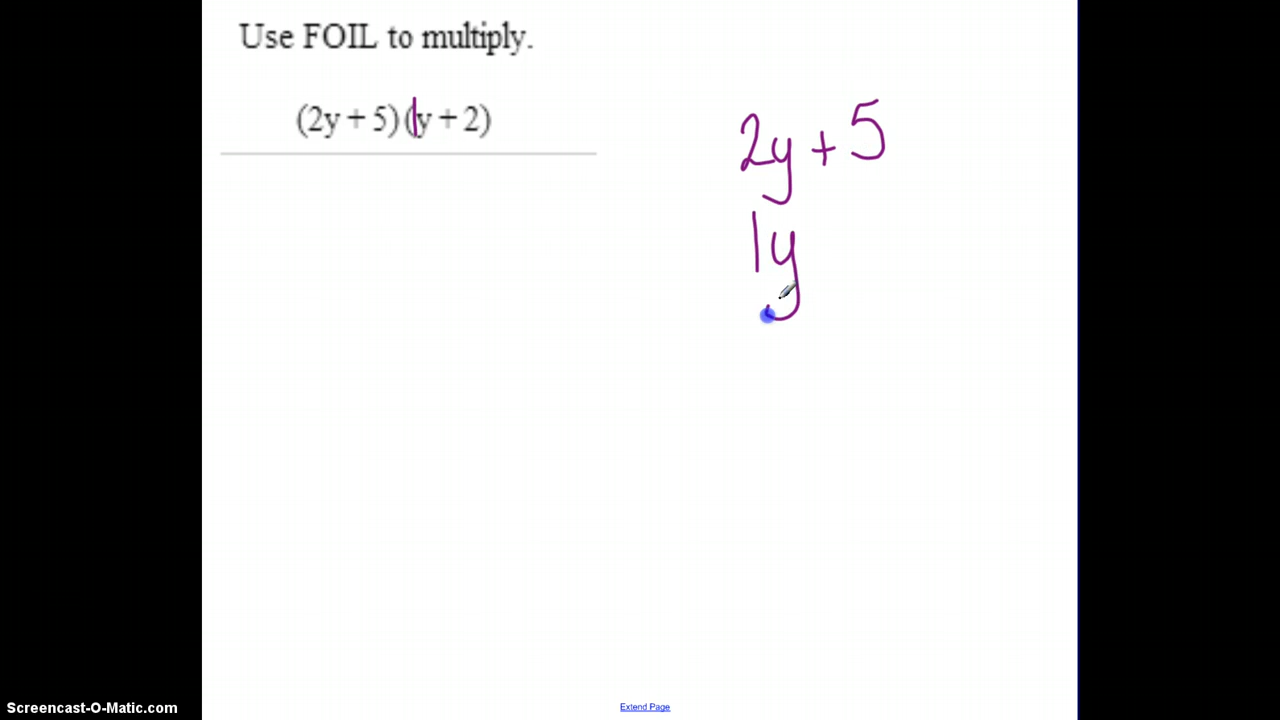 Use FOIL to multiply.
(2y + 5)(1y + 2)
2y + 5
1y
Extend Page
Screencast-O-Matic.com